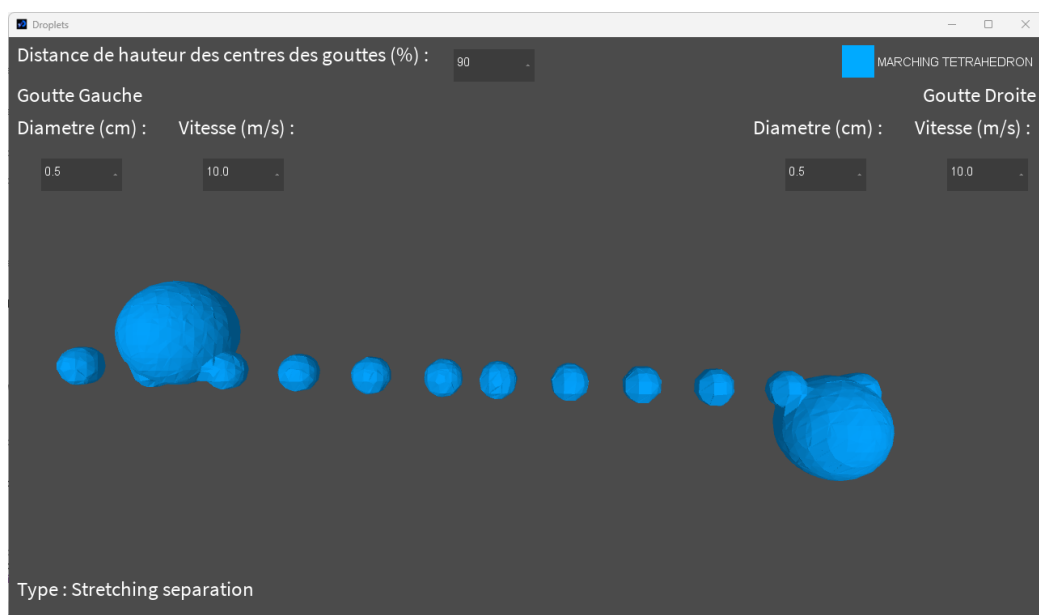 Droplets
Distance de hauteur des centres des gouttes (%) : 90
MARCHING TETRAHEDRON
Goutte Gauche
Goutte Droite
Diametre (cm) : Vitesse (m/s) :
Diametre (cm) : Vitesse (m/s) :
0.5 10.0
0.5 10.0
Type : Stretching separation